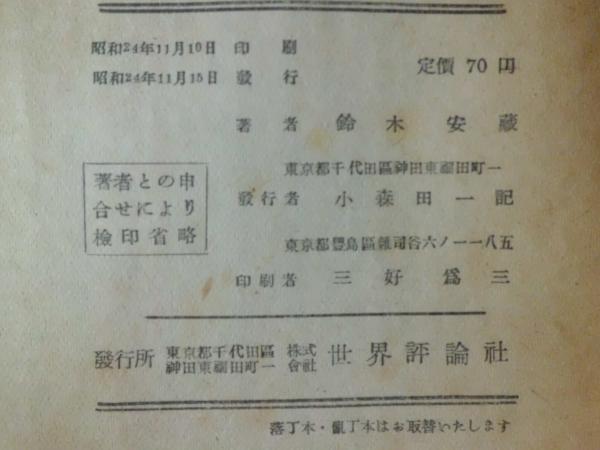 昭和24年11月10日 印刷
昭和24年11月15日 發行
定價 70 円
著者 鈴木安藏
著者との申
合せにより
檢印省略
東京都千代田區神田東福田町一
發行者 小森田一記
東京都豐島區雜司谷六ノ一一八五
印刷者 三好爲三
發行所 東京都千代田區神田東福田町一 株式會社 世界評論社
落丁本・亂丁本はお取替いたします